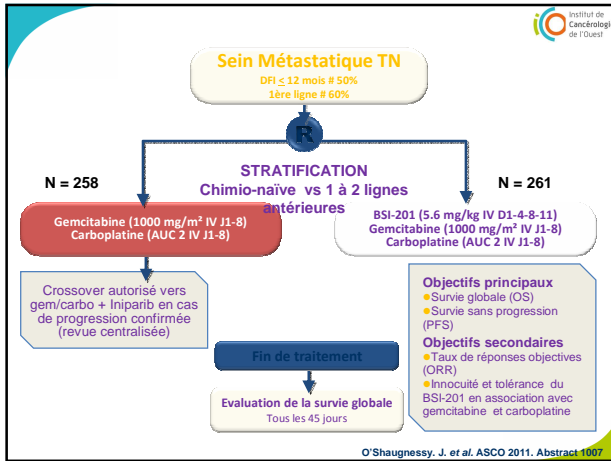 Institut de
Cancérologie
de l'Ouest
Sein Métastatique TN
DFI ≤ 12 mois # 50%
1ère ligne # 60%
R
N = 258
STRATIFICATION
Chimio-naïve vs 1 à 2 lignes
antérieures
N = 261
Gemcitabine (1000 mg/m² IV J1-8)
Carboplatine (AUC 2 IV J1-8)
BSI-201 (5.6 mg/kg IV D1-4-8-11)
Gemcitabine (1000 mg/m² IV J1-8)
Carboplatine (AUC 2 IV J1-8)
Crossover autorisé vers
gem/carbo + Iniparib en cas
de progression confirmée
(revue centralisée)
Objectifs principaux
Survie globale (OS)
Survie sans progression
(PFS)
Objectifs secondaires
Taux de réponses objectives
(ORR)
Innocuité et tolérance du
BSI-201 en association avec
gemcitabine et carboplatine
Fin de traitement
Evaluation de la survie globale
Tous les 45 jours
O'Shaugnessy. J. et al. ASCO 2011. Abstract 1007